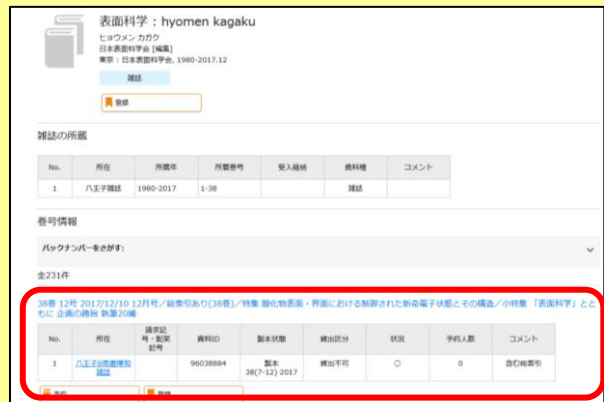 表面科学 : hyomen kagaku
ヒョウメン カガク
日本表面科学会 [編集]
東京 : 日本表面科学会, 1980-2017.12
雑誌
登録
雑誌の所蔵
No. 所在 所蔵年 所蔵巻号 受入継続 資料種 コメント
1 八王子雑誌 1980-2017 1-38 雑誌
巻号情報
バックナンバーをさがす:
全231件
38巻 12号 2017/12/10 12月号/総索引あり(38巻)/特集 酸化物表面・界面における制御された新奇電子状態とその構造/小特集 「表面科学」とと
もに 企画の趣旨 執筆20編
No. 所在 請求記号・配架記号 資料ID 製本状態 貸出区分 状況 予約人数 コメント
1 96038884 製本 38(7-12) 2017 貸出不可 ○ 0 含む総索引
登録